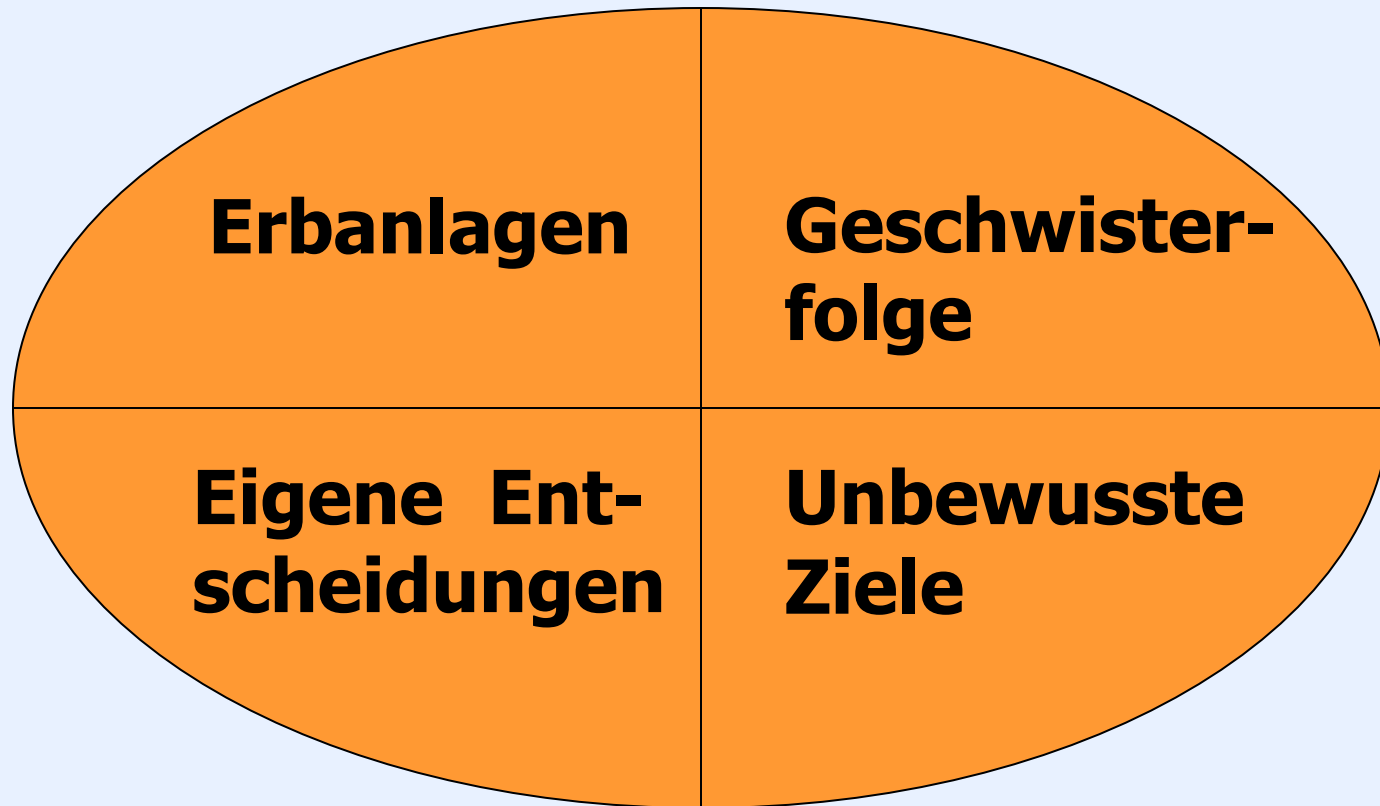 Erbanlagen
Geschwister-
folge
Eigene Ent-
scheidungen
Unbewusste
Ziele